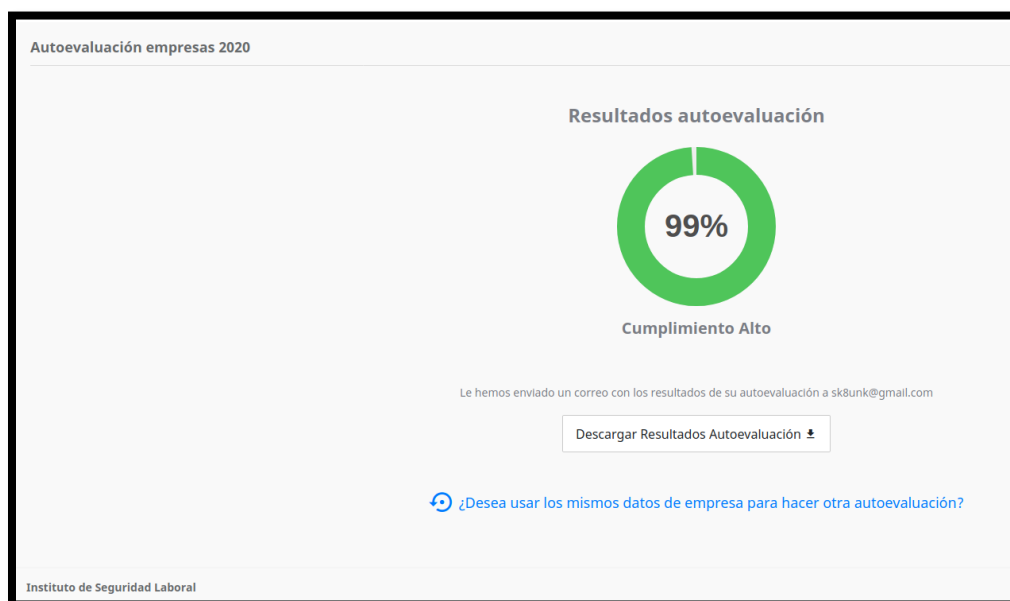 Autoevaluación empresas 2020
Resultados autoevaluación
99%
Cumplimiento Alto
Le hemos enviado un correo con los resultados de su autoevaluación a sk8unk@gmail.com
Descargar Resultados Autoevaluación
¿Desea usar los mismos datos de empresa para hacer otra autoevaluación?
Instituto de Seguridad Laboral